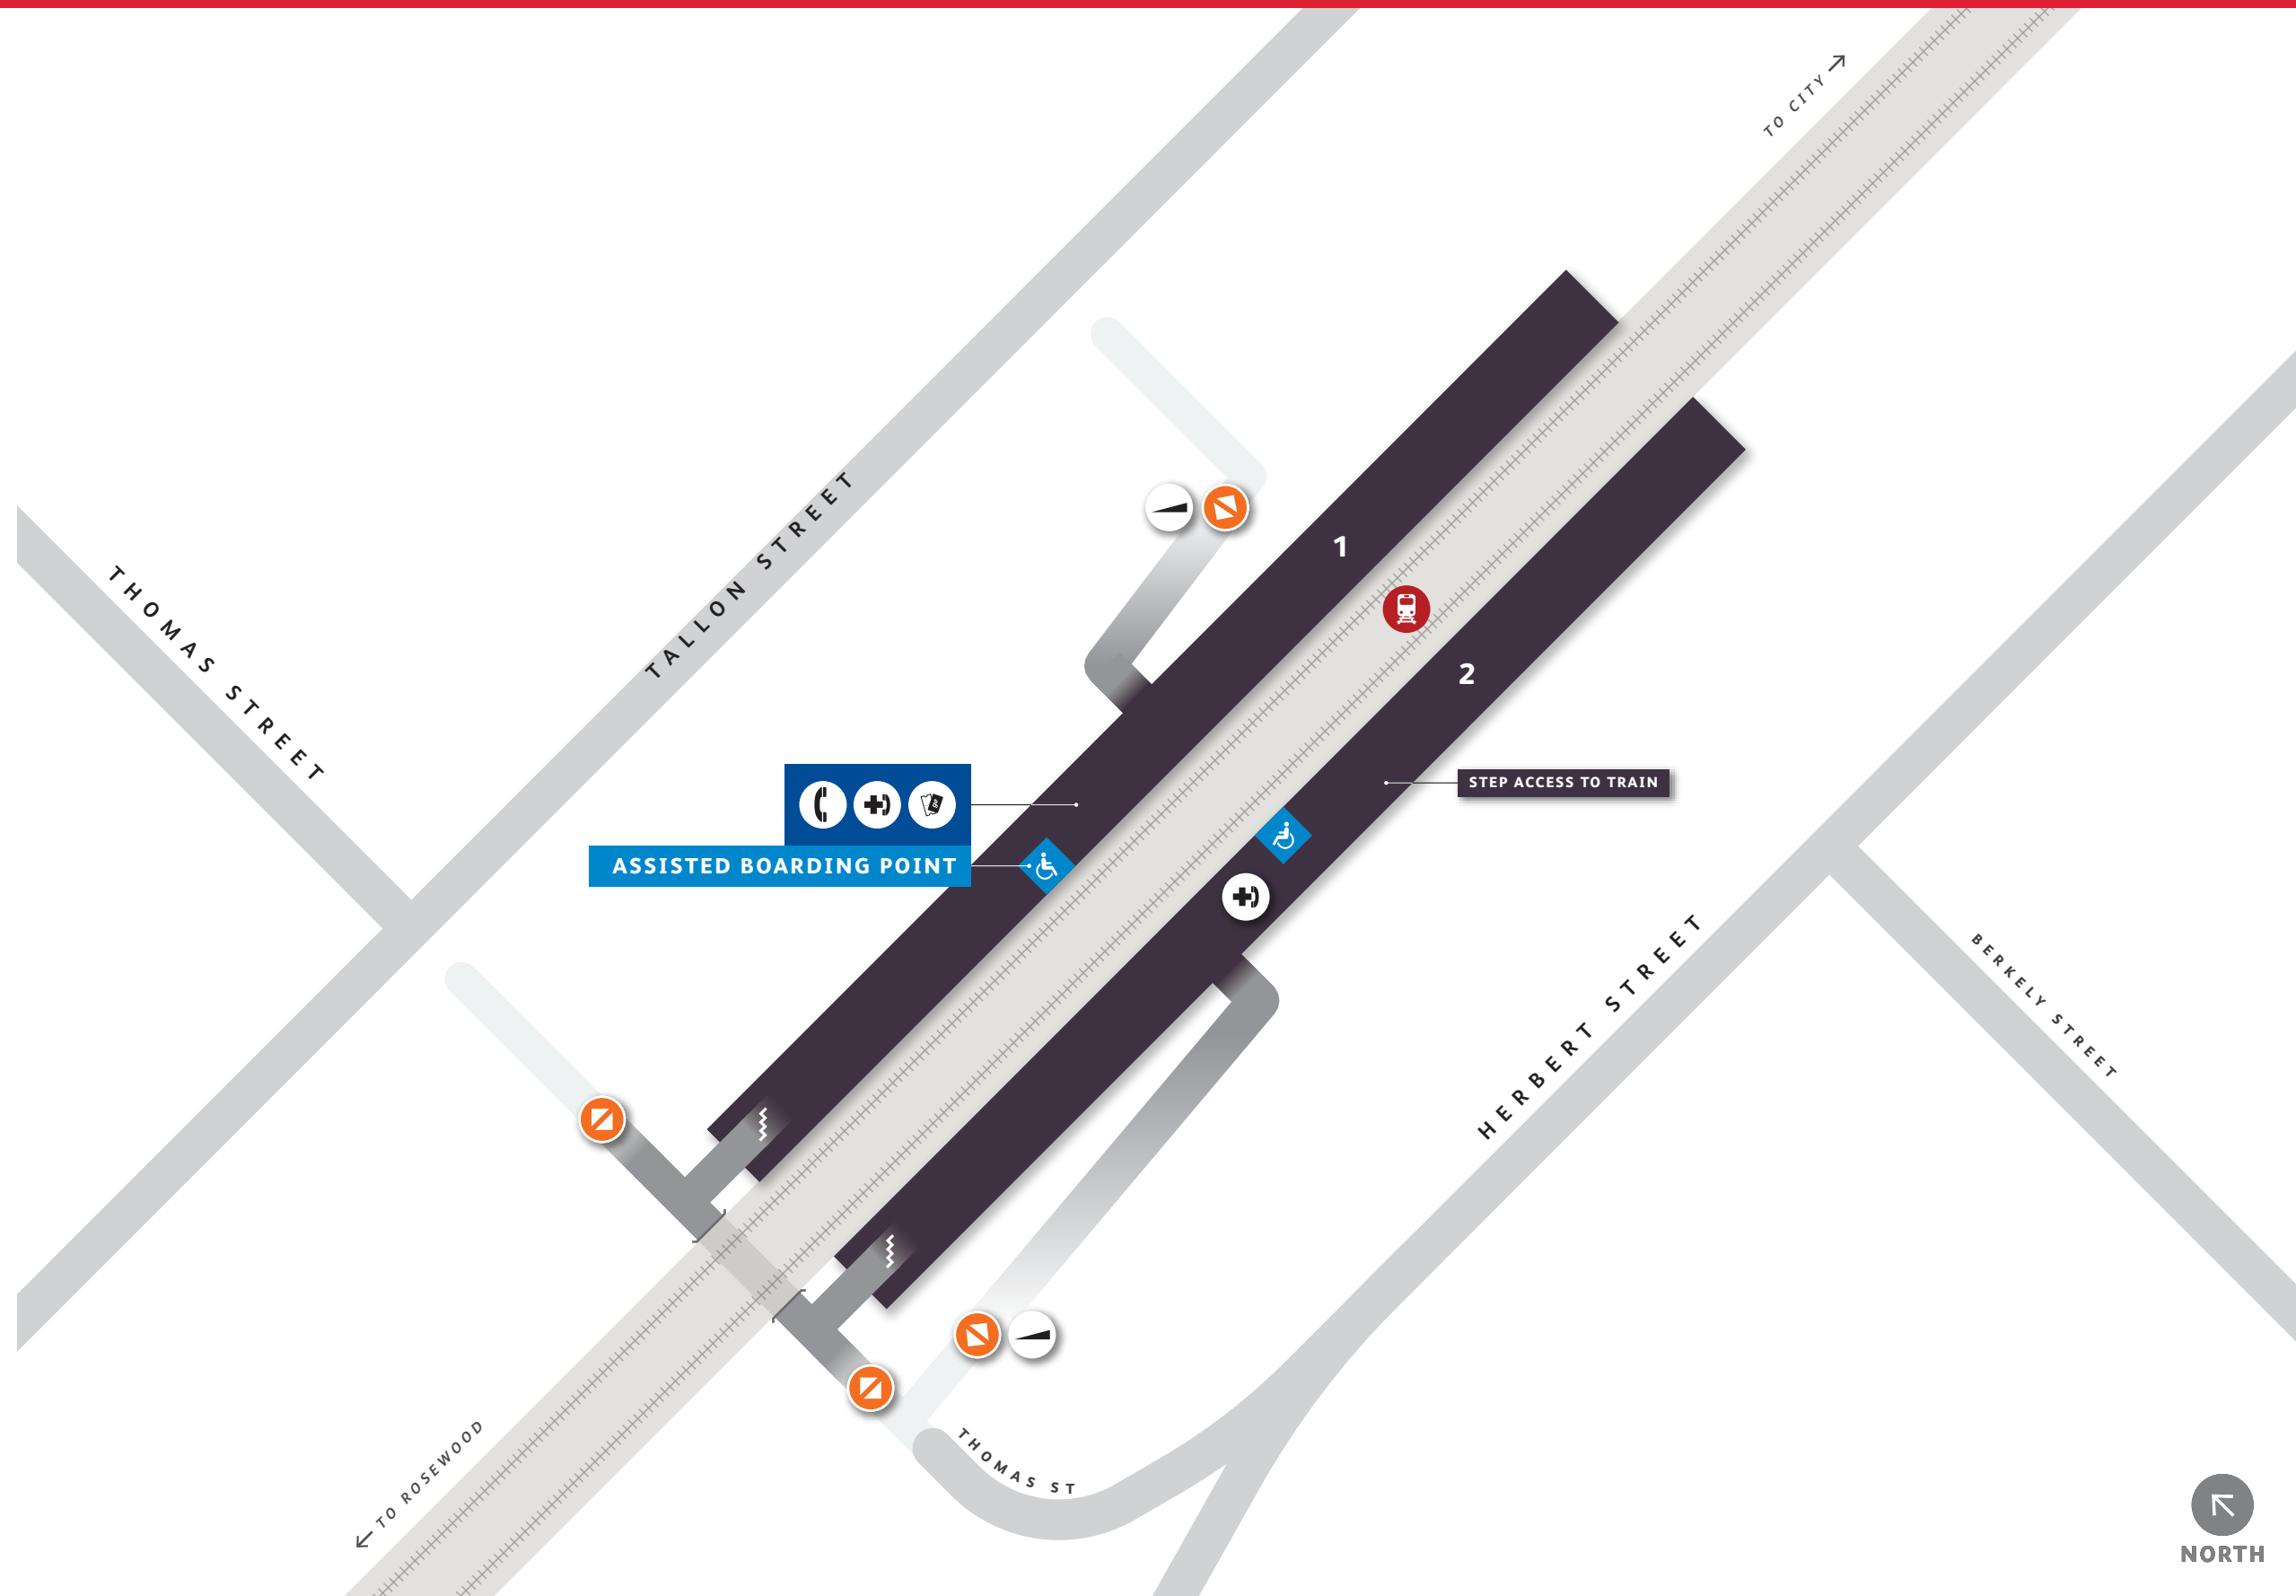 TO CITY
THOMAS STREET
TALLON STREET
1
2
STEP ACCESS TO TRAIN
ASSISTED BOARDING POINT
HERBERT STREET
BERKELY STREET
TO ROSEWOOD
THOMAS ST
NORTH